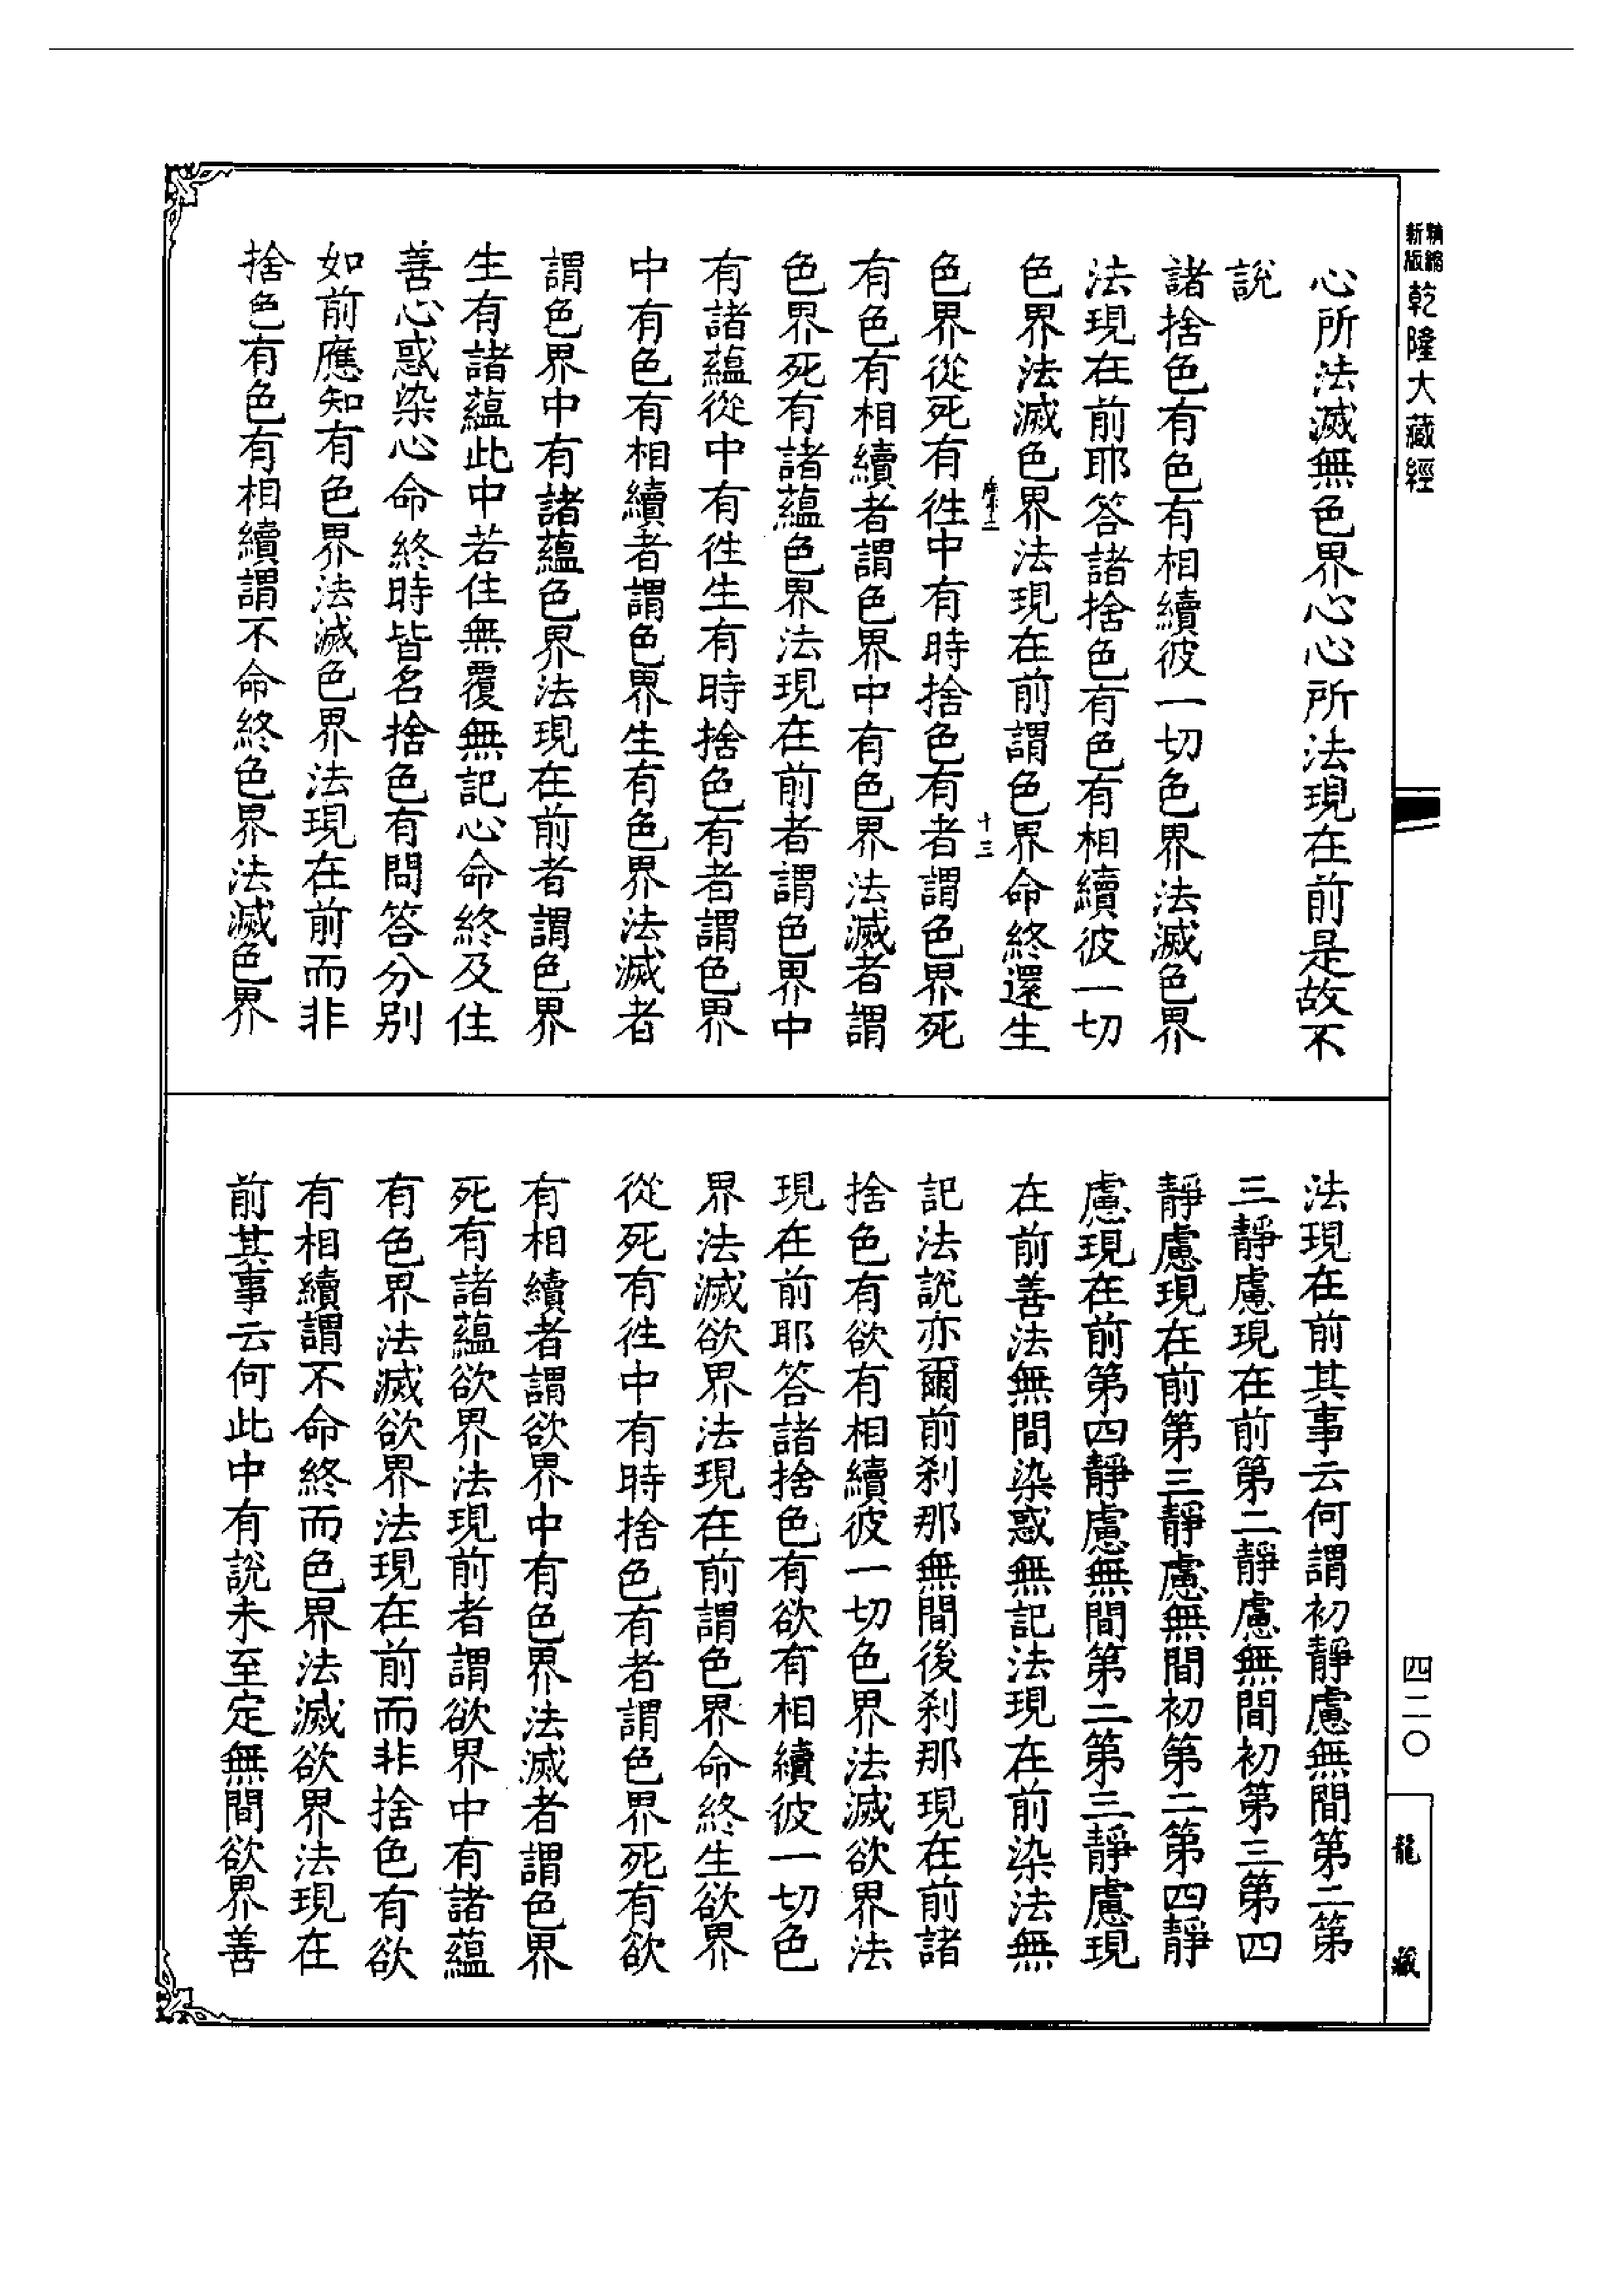 新版精縮乾隆大藏經
心所法滅無色界心心所法現在前是故不
說
諸捨色有色有相續彼一切色界法滅色界
法現在前耶答諸捨色有色有相續彼一切
色界法滅色界法現在前謂色界命終還生
十三
色界從死有徃中有時捨色有者謂色界死
有色有相續者謂色界中有色界法滅者謂
色界死有諸蘊色界法現在前者謂色界中
有諸蘊從中有徃生有時捨色有者謂色界
中有色有相續者謂色界生有色界法滅者
謂色界中有諸蘊色界法現在前者謂色界
生有諸蘊此中若住無覆無記心命終及住
善心惑染心命終時皆名捨色有問答分別
如前應知有色界法滅色界法現在前而非
捨色有色有相續謂不命終色界法滅色界
法現在前其事云何謂初靜慮無間第二第
三靜慮現在前第二靜慮無間初第三第四
靜慮現在前第三靜慮無間初第二第四靜
慮現在前第四靜慮無間第二第三靜慮現
在前善法無間染惑無記法現在前染法無
記法說亦爾前刹那無間後刹那現在前諸
捨色有欲有相續彼一切色界法滅欲界法
現在前耶答諸捨色有欲有相續彼一切色
界法滅欲界法現在前謂色界命終生欲界
從死有徃中有時捨色有者謂色界死有欲
有相續者謂欲界中有色界法滅者謂色界
死有諸蘊欲界法現前者謂欲界中有諸蘊
有色界法滅欲界法現在前而非捨色有欲
有相續謂不命終而色界法滅欲界法現在
前其事云何此中有說未至定無間欲界善
四二〇
龍藏